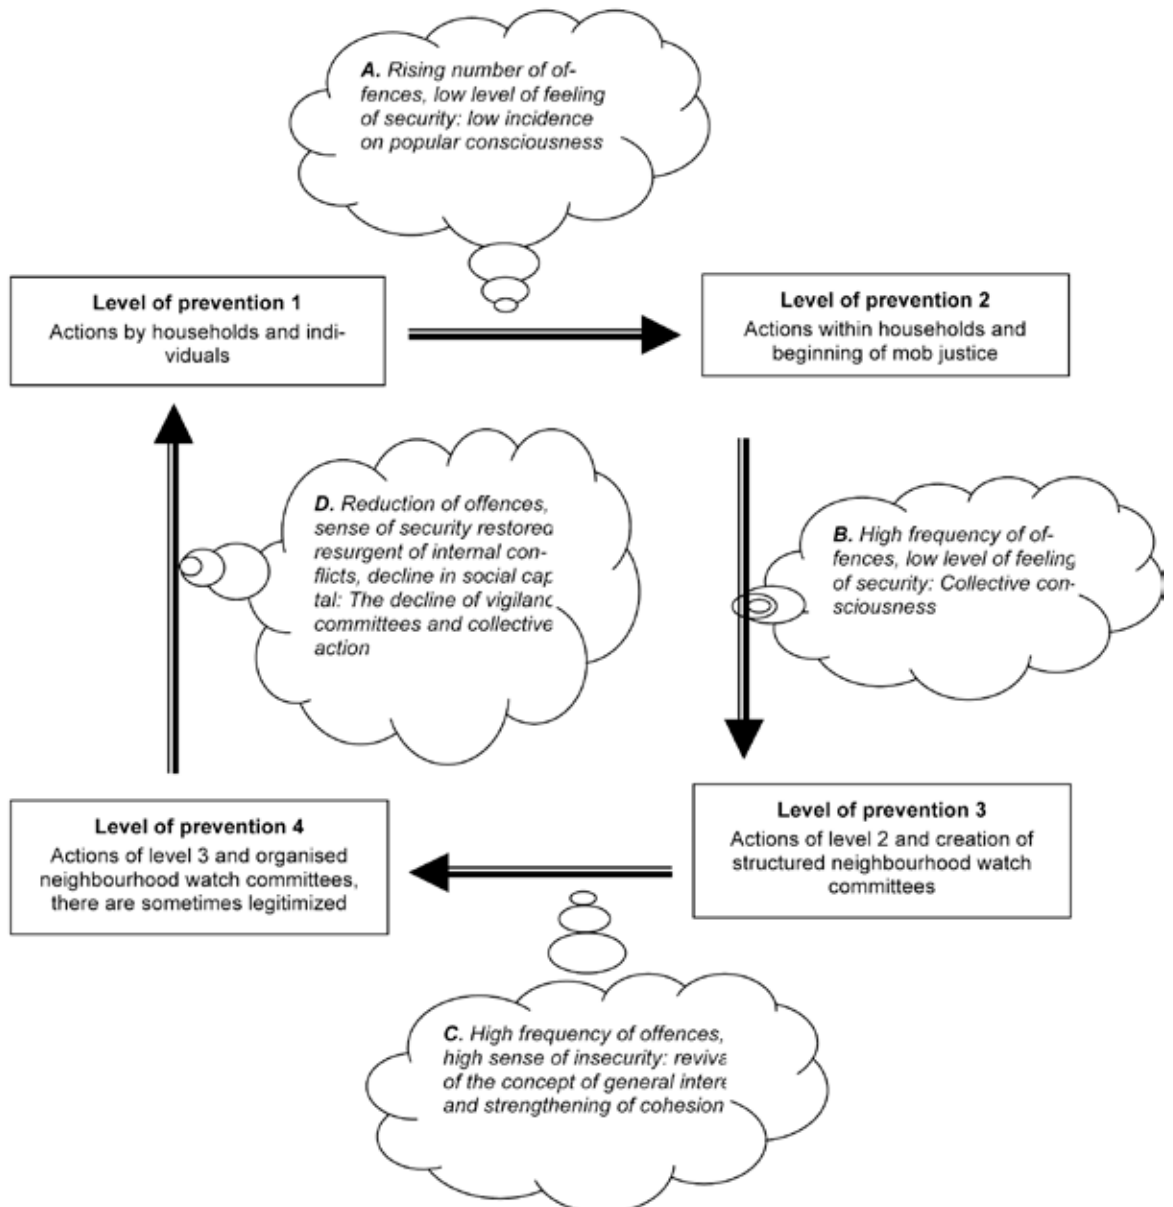 A. Rising number of of-
fences, low level of feeling
of security: low incidence
on popular consciousness
Level of prevention 1
Actions by households and indi-
viduals
Level of prevention 2
Actions within households and
beginning of mob justice
D. Reduction of offences,
sense of security restored
resurgent of internal con-
flicts, decline in social cap
tal: The decline of vigilanc
committees and collective
action
B. High frequency of of-
fences, low level of feeling
of security: Collective con-
sciousness
Level of prevention 4
Actions of level 3 and organised
neighbourhood watch committees,
there are sometimes legitimized
Level of prevention 3
Actions of level 2 and creation of
structured neighbourhood watch
committees
C. High frequency of offences,
high sense of insecurity: reviva
of the concept of general intere
and strengthening of cohesion